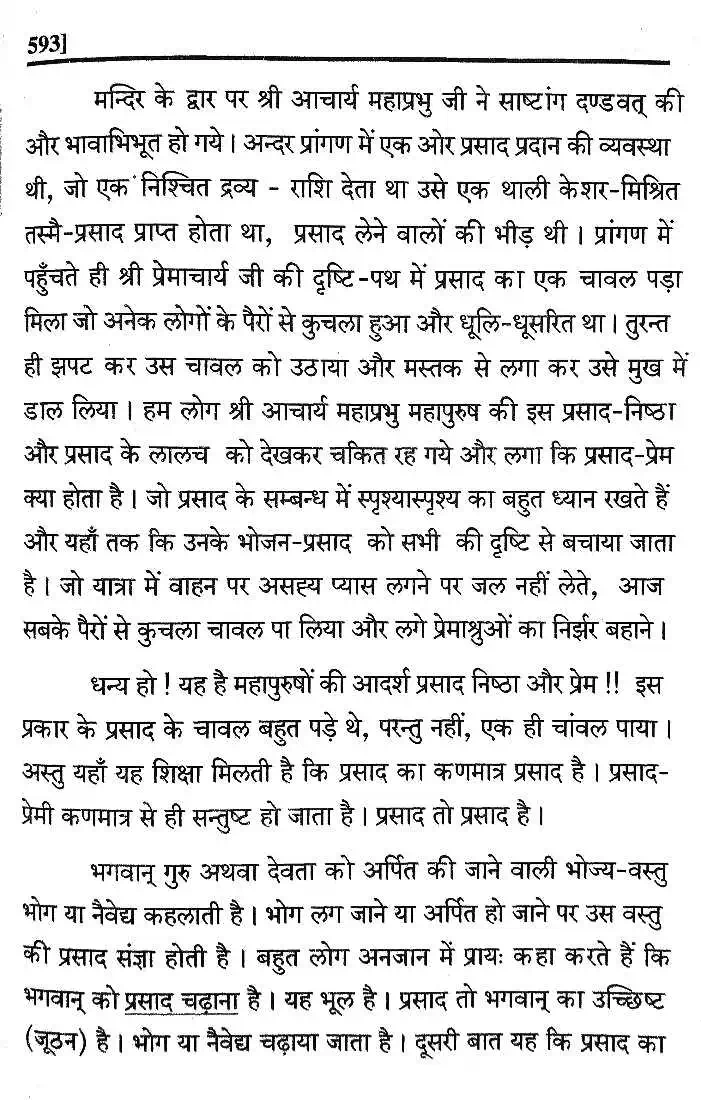 593]
मन्दिर के द्वार पर श्री आचार्य महाप्रभु जी ने साष्टांग दण्डवत् की
और भावाभिभूत हो गये। अन्दर प्रांगण में एक ओर प्रसाद प्रदान की व्यवस्था
थी, जो एक निश्चित द्रव्य - राशि देता था उसे एक थाली केशर-मिश्रित
तस्मै-प्रसाद प्राप्त होता था, प्रसाद लेने वालों की भीड़ थी। प्रांगण में
पहुँचते ही श्री प्रेमाचार्य जी की दृष्टि-पथ में प्रसाद का एक चावल पड़ा
मिला जो अनेक लोगों के पैरों से कुचला हुआ और धूलि-धूसरित था। तुरन्त
ही झपट कर उस चावल को उठाया और मस्तक से लगा कर उसे मुख में
डाल लिया। हम लोग श्री आचार्य महाप्रभु महापुरुष की इस प्रसाद-निष्ठा
और प्रसाद के लालच को देखकर चकित रह गये और लगा कि प्रसाद-प्रेम
क्या होता है। जो प्रसाद के सम्बन्ध में स्पृश्यास्पृश्य का बहुत ध्यान रखते हैं
और यहाँ तक कि उनके भोजन-प्रसाद को सभी की दृष्टि से बचाया जाता
है। जो यात्रा में वाहन पर असह्य प्यास लगने पर जल नहीं लेते, आज
सबके पैरों से कुचला चावल पा लिया और लगे प्रेमाश्रुओं का निर्झर बहाने।
धन्य हो! यह है महापुरुषों की आदर्श प्रसाद निष्ठा और प्रेम!! इस
प्रकार के प्रसाद के चावल बहुत पड़े थे, परन्तु नहीं, एक ही चांवल पाया।
अस्तु यहाँ यह शिक्षा मिलती है कि प्रसाद का कणमात्र प्रसाद है। प्रसाद-
प्रेमी कणमात्र से ही सन्तुष्ट हो जाता है। प्रसाद तो प्रसाद है।
भगवान् गुरु अथवा देवता को अर्पित की जाने वाली भोज्य-वस्तु
भोग या नैवेद्य कहलाती है। भोग लग जाने या अर्पित हो जाने पर उस वस्तु
की प्रसाद संज्ञा होती है। बहुत लोग अनजान में प्रायः कहा करते हैं कि
भगवान् को प्रसाद चढ़ाना है। यह भूल है। प्रसाद तो भगवान् का उच्छिष्ट
(जूठन) है। भोग या नैवेद्य चढ़ाया जाता है। दूसरी बात यह कि प्रसाद का